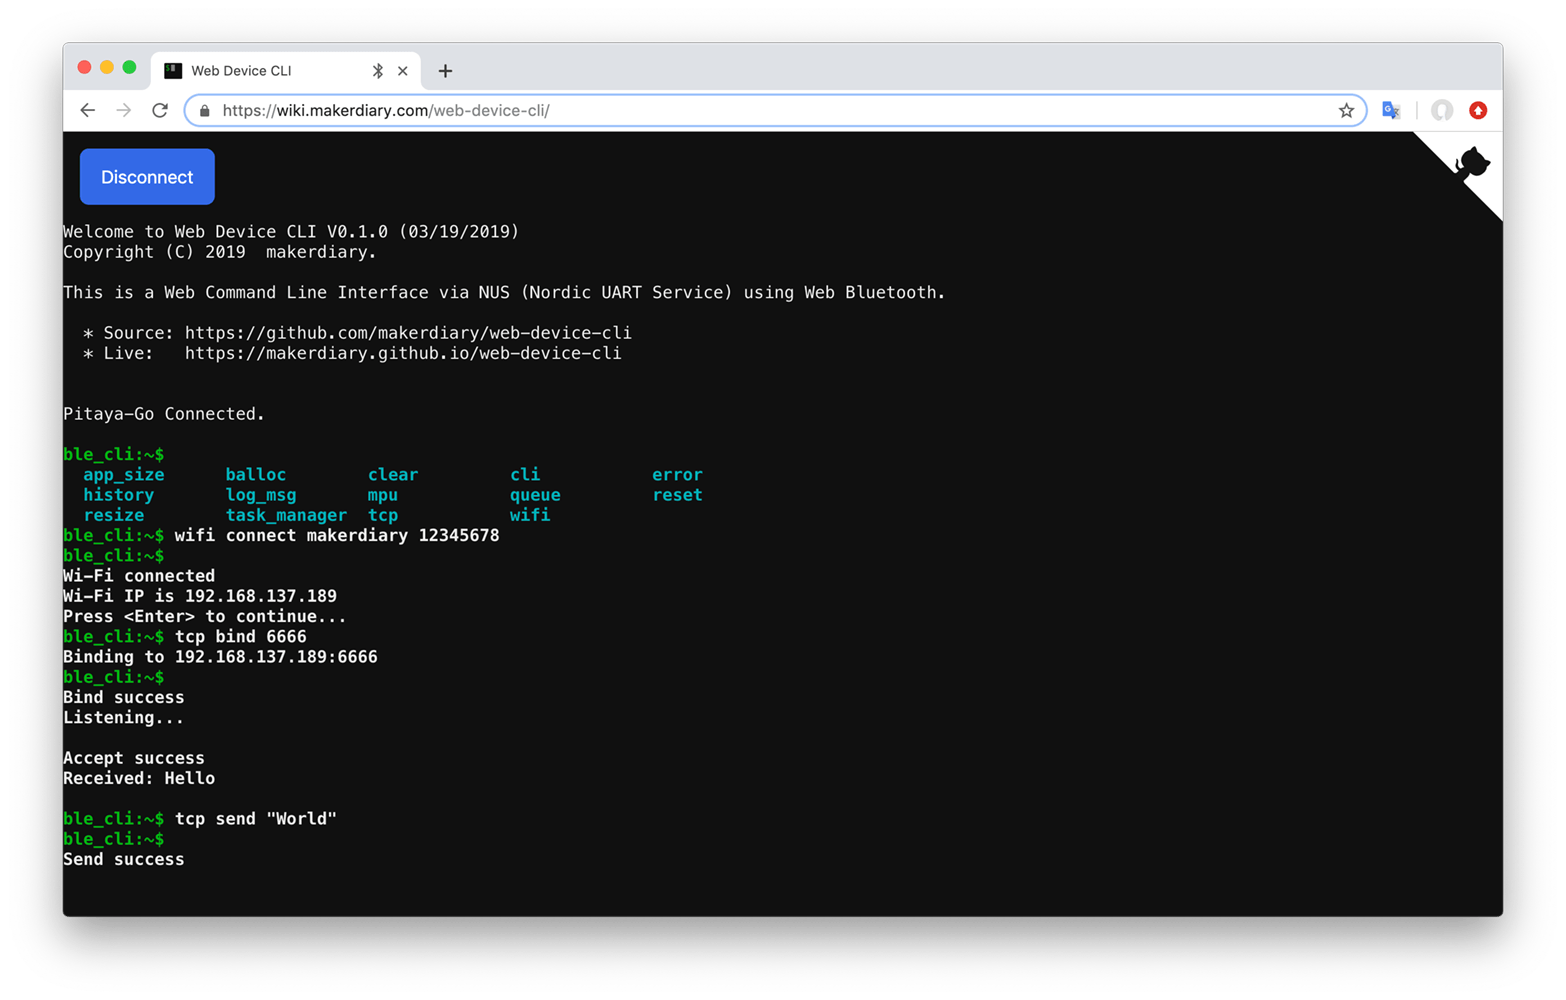 Web Device CLI
https://wiki.makerdiary.com/web-device-cli/
Disconnect
Welcome to Web Device CLI V0.1.0 (03/19/2019)
Copyright (C) 2019  makerdiary.
This is a Web Command Line Interface via NUS (Nordic UART Service) using Web Bluetooth.
* Source: https://github.com/makerdiary/web-device-cli
* Live:   https://makerdiary.github.io/web-device-cli
Pitaya-Go Connected.
ble_cli:~$
app_size      balloc        clear         cli           error
history       log_msg       mpu           queue         reset
resize        task_manager  tcp           wifi
ble_cli:~$ wifi connect makerdiary 12345678
ble_cli:~$
Wi-Fi connected
Wi-Fi IP is 192.168.137.189
Press <Enter> to continue...
ble_cli:~$ tcp bind 6666
Binding to 192.168.137.189:6666
ble_cli:~$
Bind success
Listening...
Accept success
Received: Hello
ble_cli:~$ tcp send "World"
ble_cli:~$
Send success